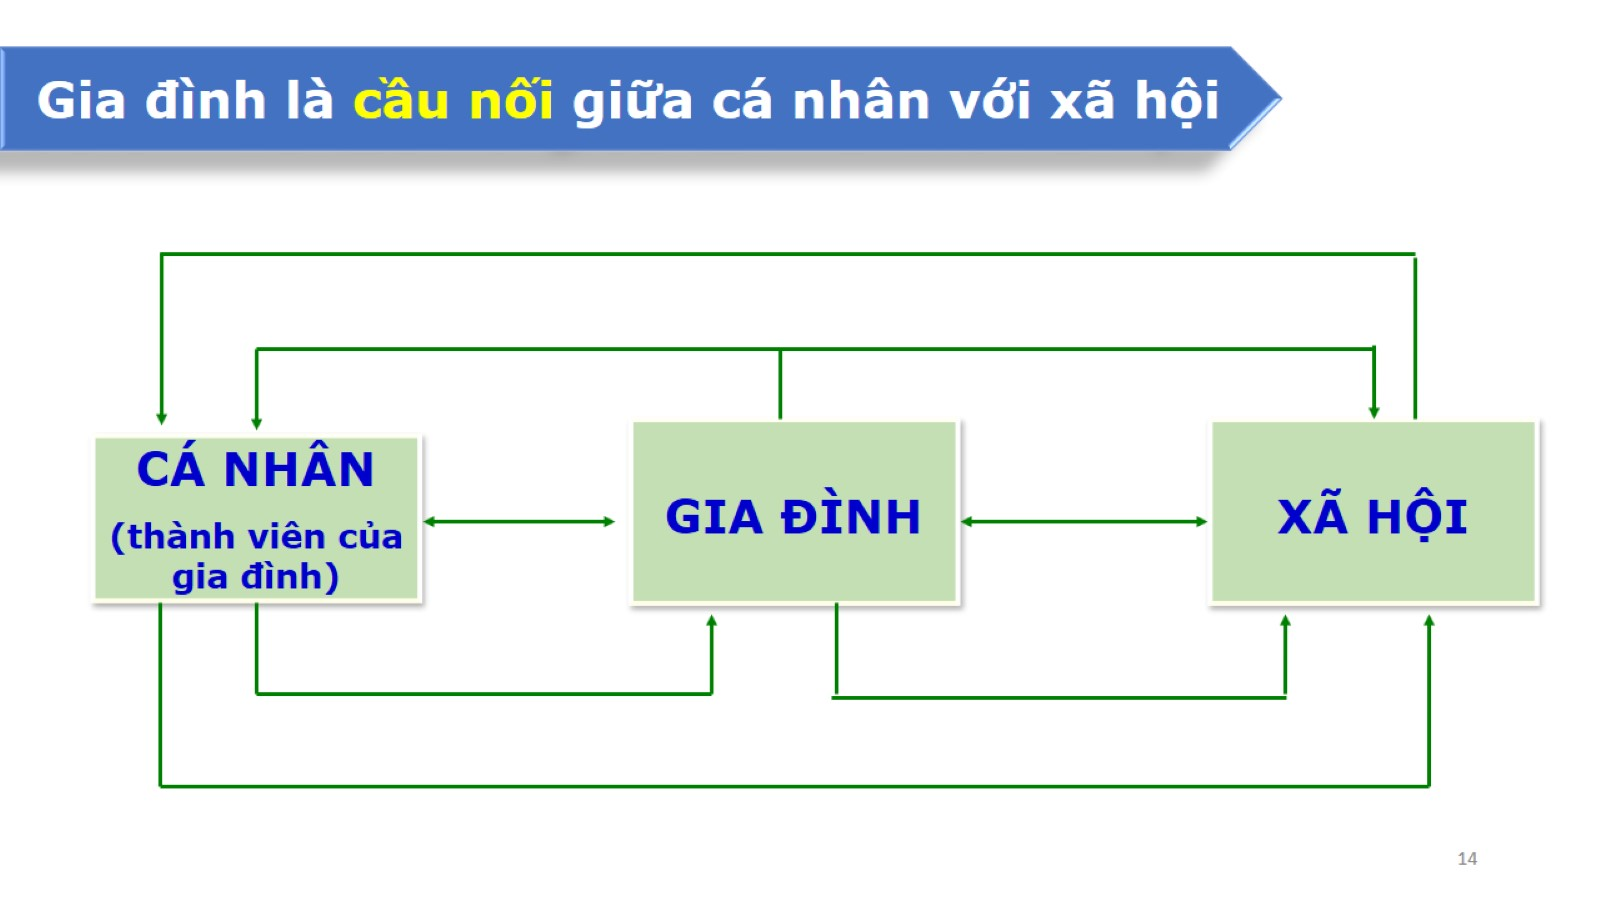 Gia đình là cầu nối giữa cá nhân với xã hội
CÁ NHÂN
(thành viên của
gia đình)
GIA ĐÌNH
XÃ HỘI
14